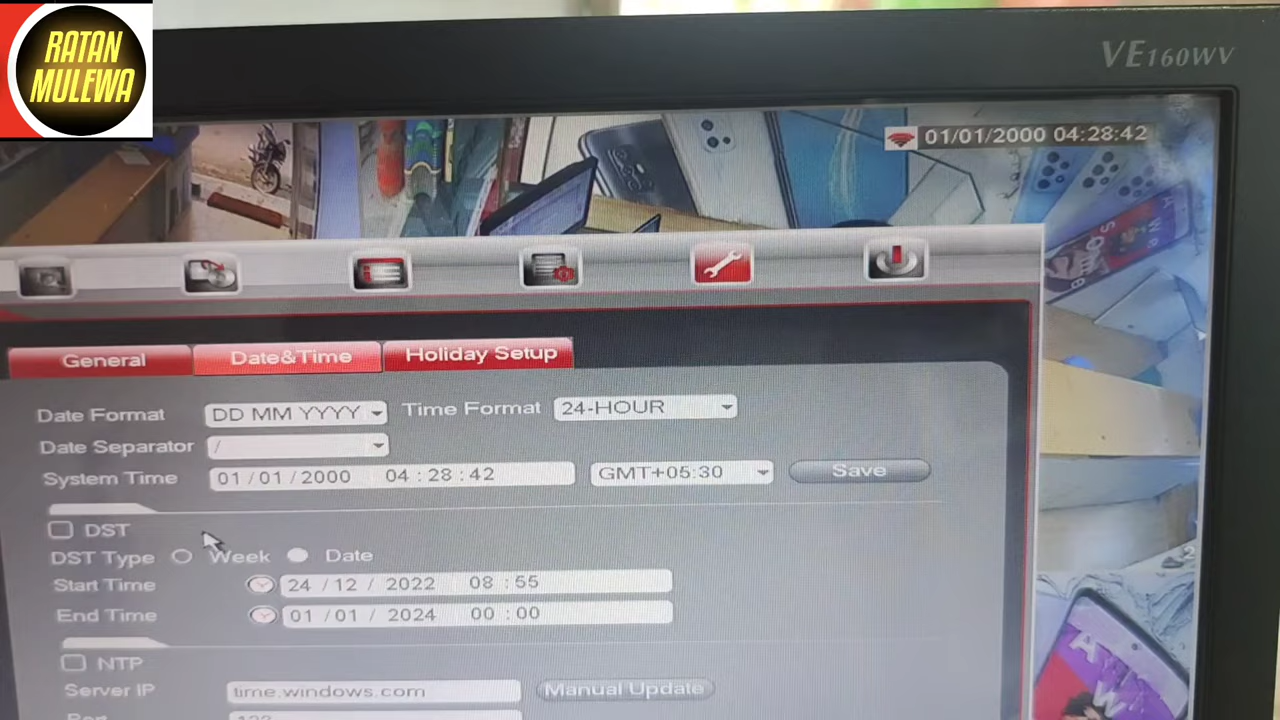 RATAN
MULEWA
VE160WV
01/01/2000 04:28:42
General
Date&Time
Holiday Setup
Date Format
DD MM YYYY
Time Format
24-HOUR
Date Separator
/
System Time
01/01/2000 04:28:42
GMT+05:30
Save
DST
DST Type
Week
Date
Start Time
24/12/2022 08:55
End Time
01/01/2024 00:00
NTP
Server IP
time.windows.com
Manual Update